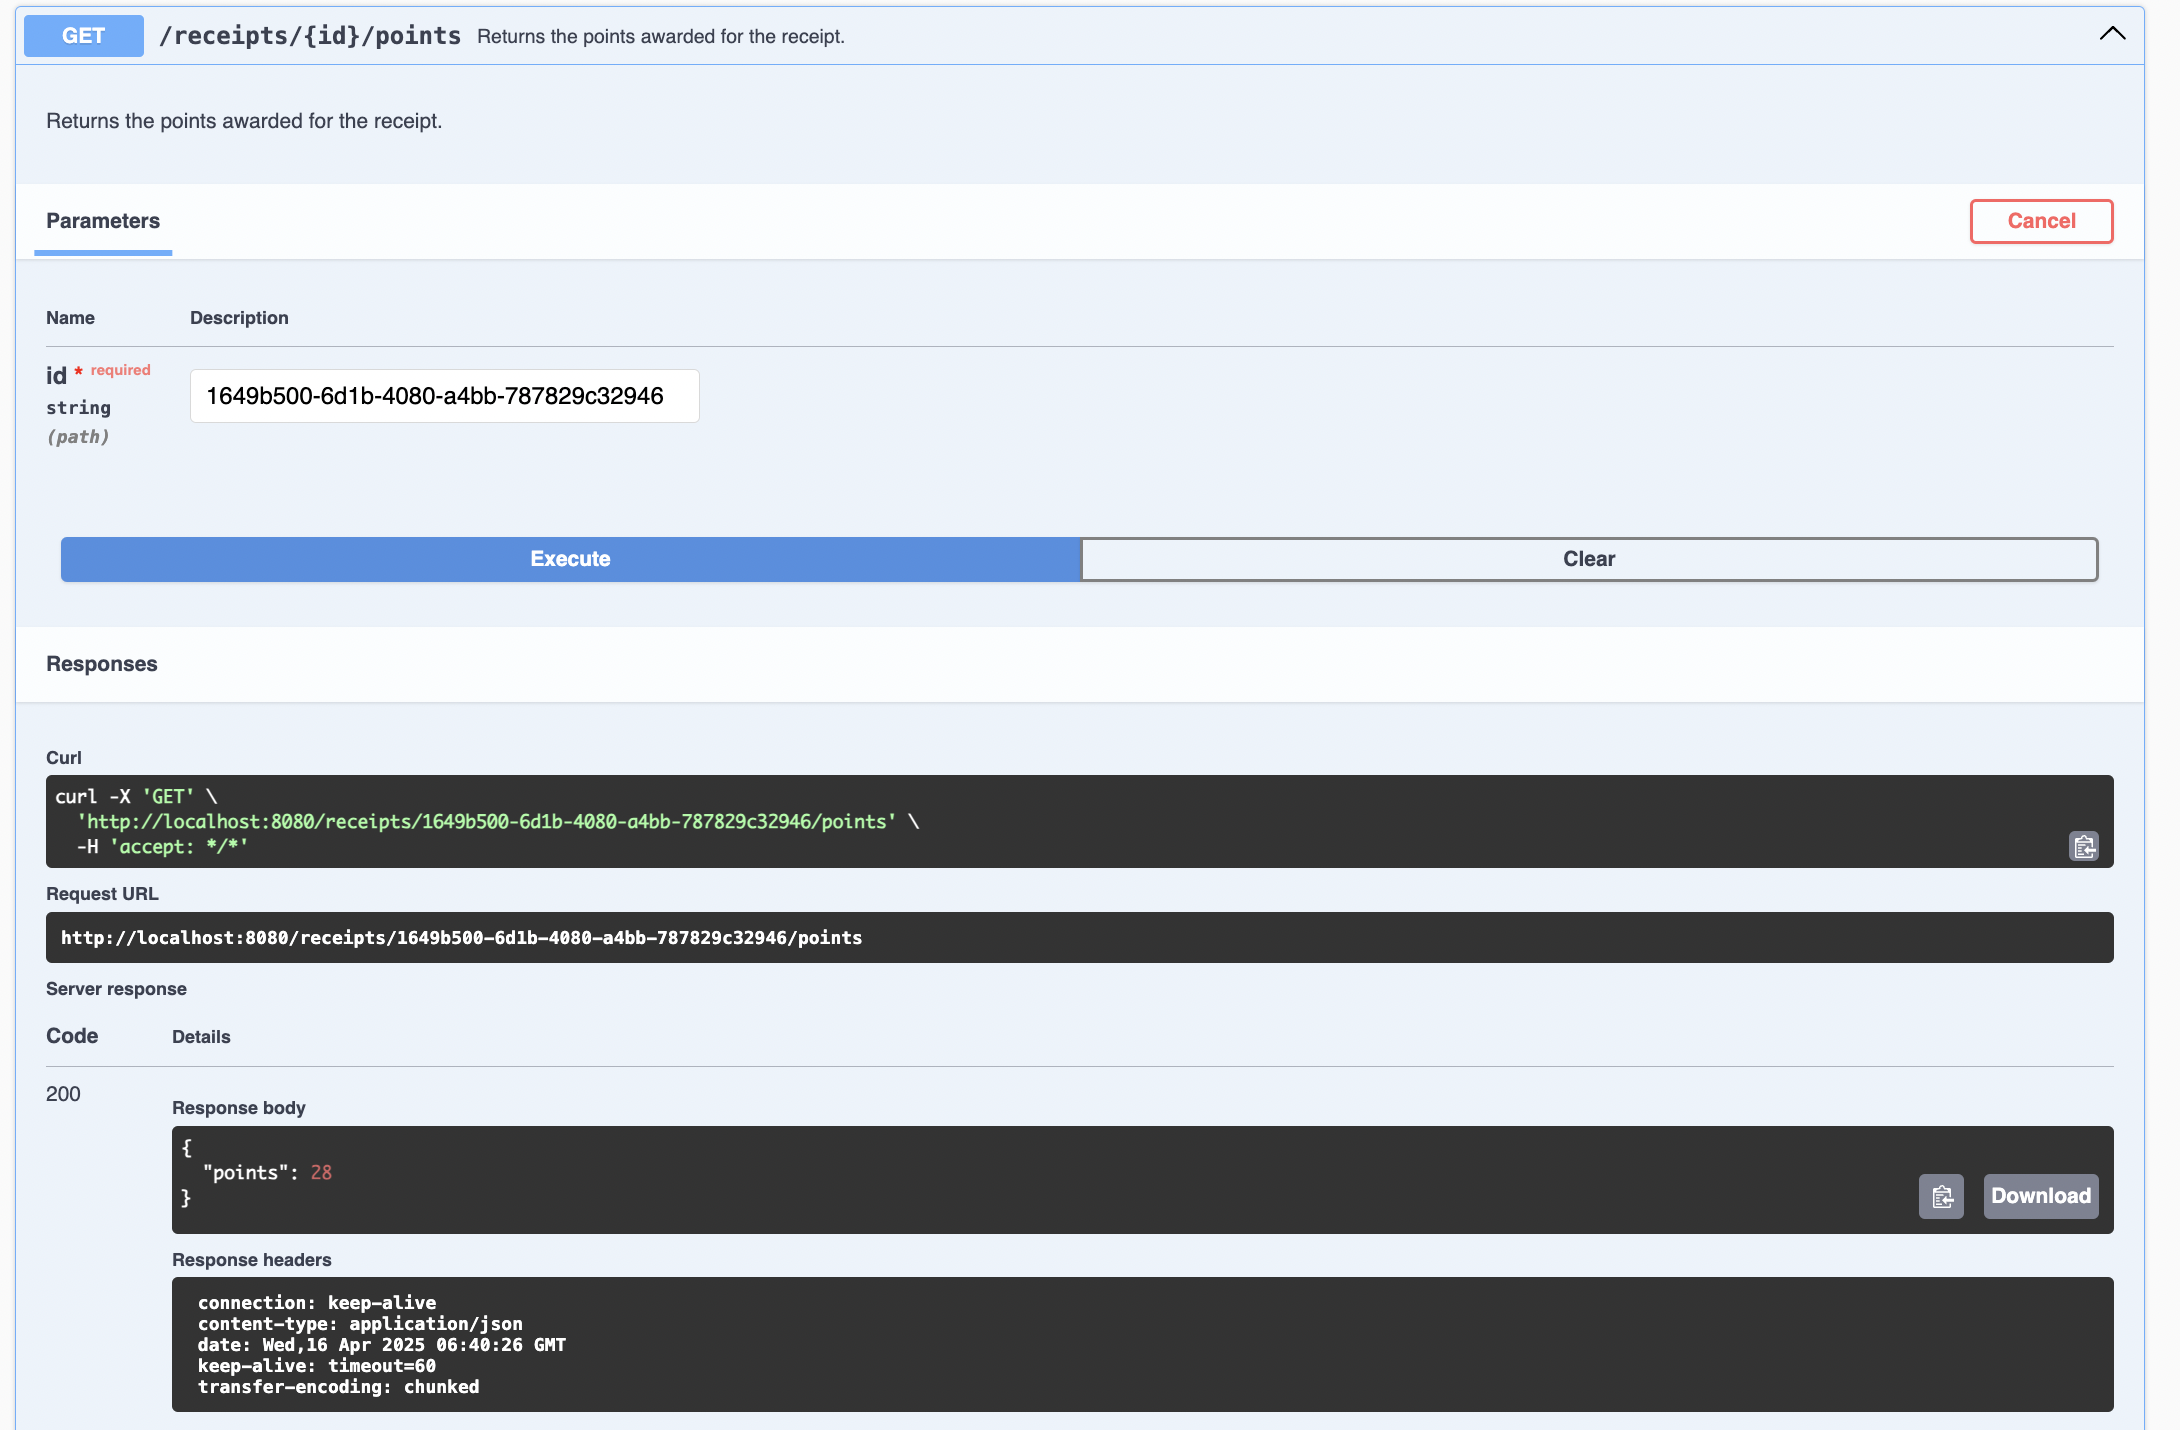 GET /receipts/{id}/points Returns the points awarded for the receipt.
Returns the points awarded for the receipt.
Parameters
Cancel
Name Description
id * required
string
(path)
1649b500-6d1b-4080-a4bb-787829c32946
Execute Clear
Responses
Curl
curl -X 'GET' \
'http://localhost:8080/receipts/1649b500-6d1b-4080-a4bb-787829c32946/points' \
-H 'accept: */*'
Request URL
http://localhost:8080/receipts/1649b500-6d1b-4080-a4bb-787829c32946/points
Server response
Code Details
200
Response body
{
"points": 28
}
Download
Response headers
connection: keep-alive
content-type: application/json
date: Wed,16 Apr 2025 06:40:26 GMT
keep-alive: timeout=60
transfer-encoding: chunked